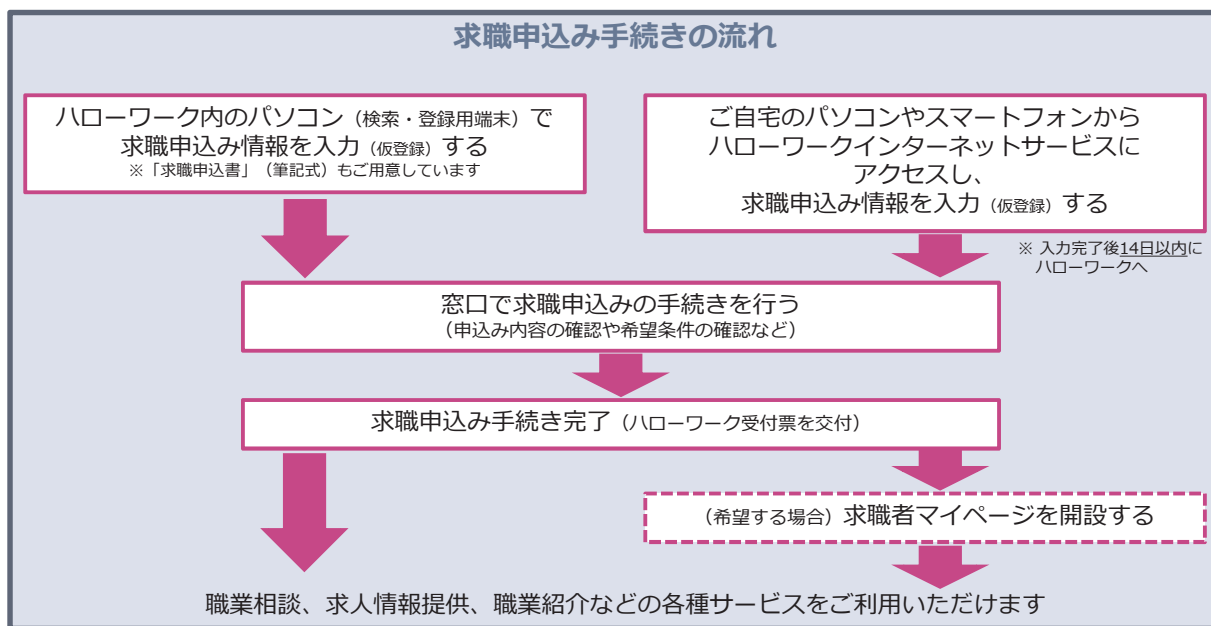 求職申込み手続きの流れ
ハローワーク内のパソコン（検索・登録用端末）で
求職申込み情報を入力（仮登録）する
※「求職申込書」（筆記式）もご用意しています
ご自宅のパソコンやスマートフォンから
ハローワークインターネットサービスに
アクセスし、
求職申込み情報を入力（仮登録）する
※ 入力完了後14日以内に
ハローワークへ
窓口で求職申込みの手続きを行う
（申込み内容の確認や希望条件の確認など）
求職申込み手続き完了（ハローワーク受付票を交付）
（希望する場合）求職者マイページを開設する
職業相談、求人情報提供、職業紹介などの各種サービスをご利用いただけます